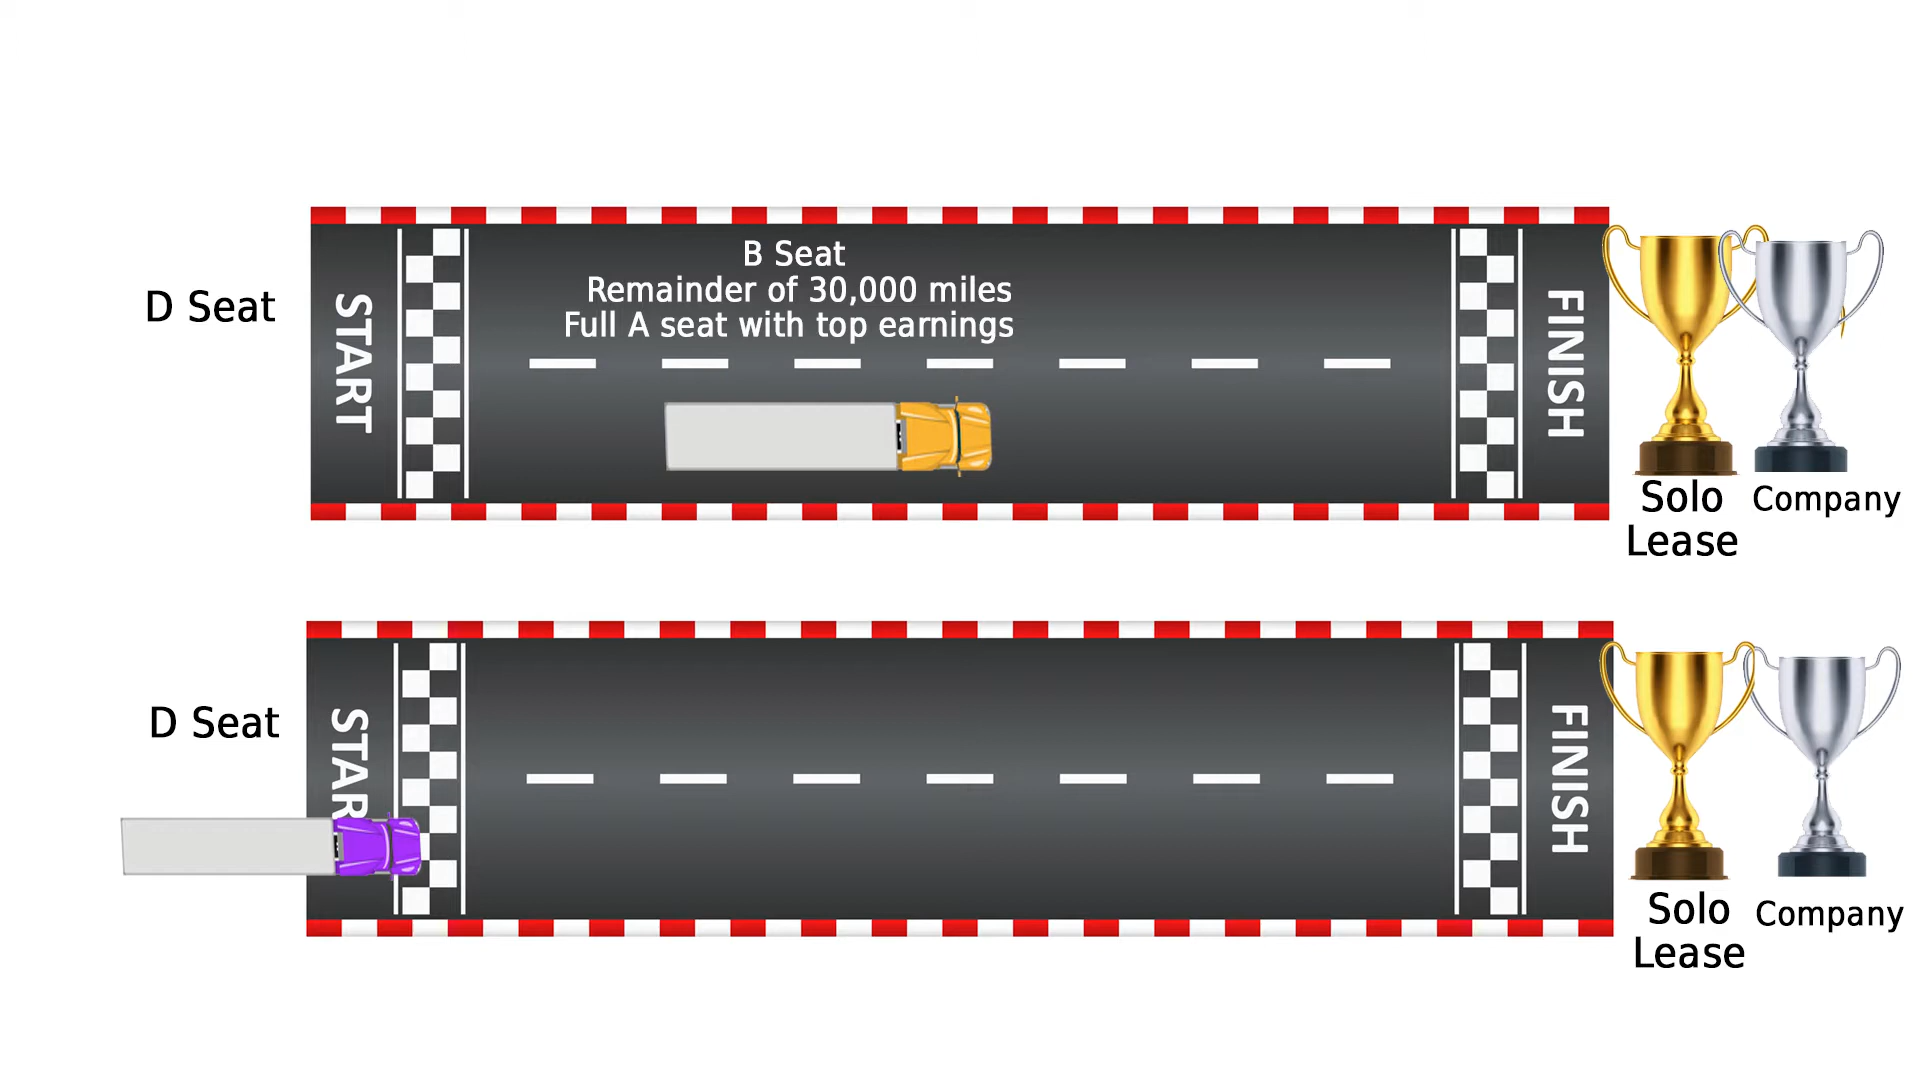 B Seat
Remainder of 30,000 miles
Full A seat with top earnings
D Seat
START
FINISH
Solo
Lease
Company
D Seat
STAR
FINISH
Solo
Lease
Company